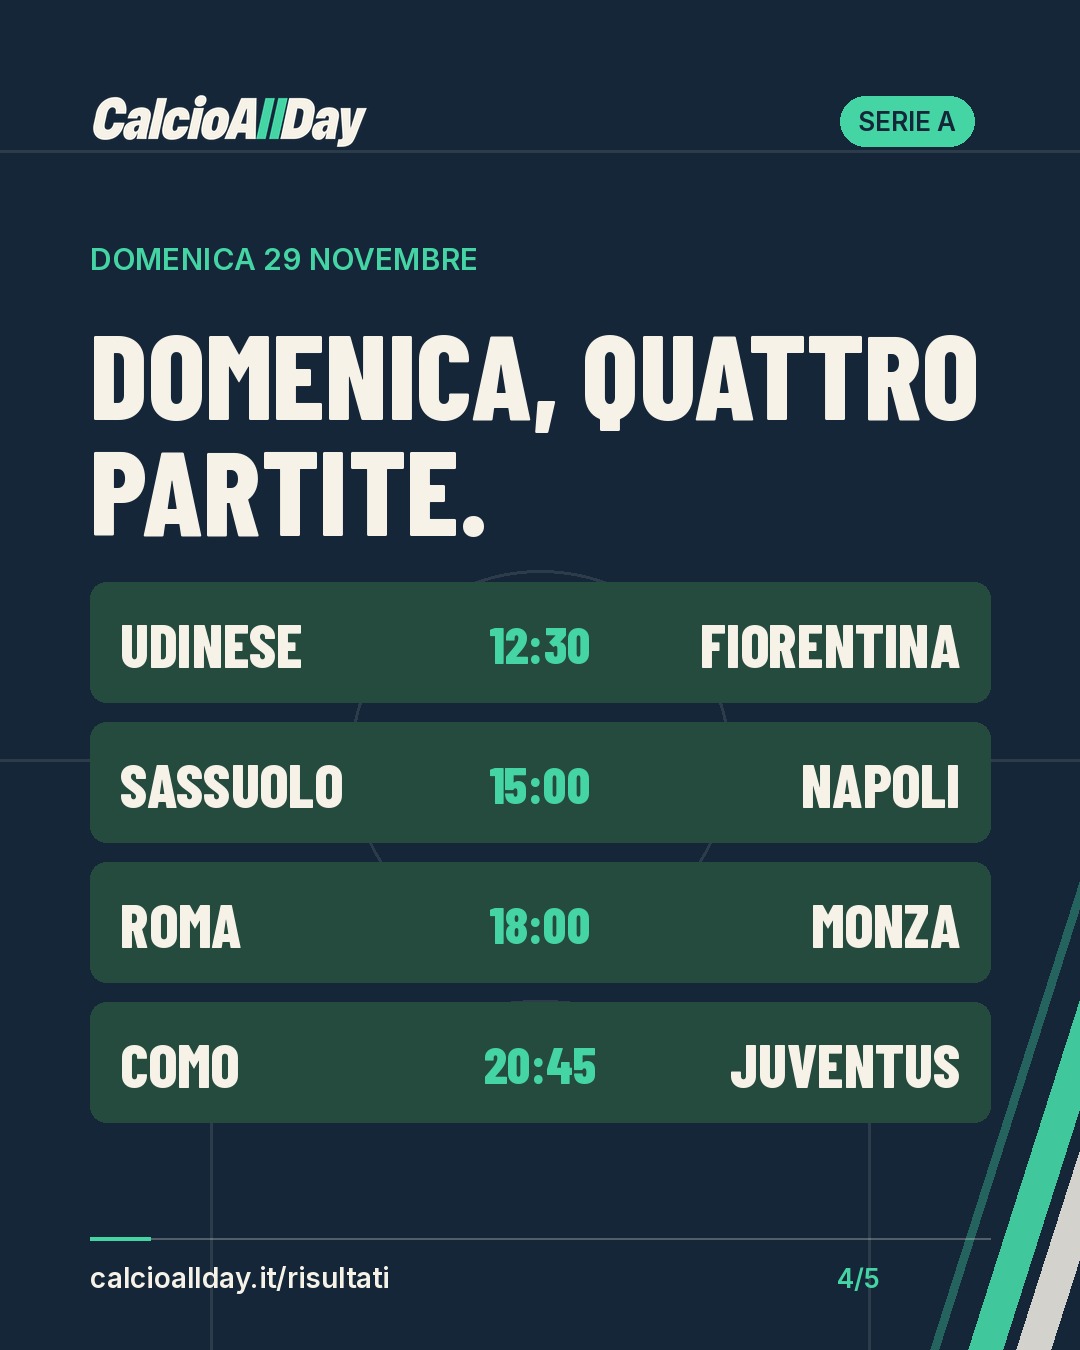 CalcioAllDay
SERIE A
DOMENICA 29 NOVEMBRE
DOMENICA, QUATTRO
PARTITE.
UDINESE 12:30 FIORENTINA
SASSUOLO 15:00 NAPOLI
ROMA 18:00 MONZA
COMO 20:45 JUVENTUS
calcioallday.it/risultati
4/5